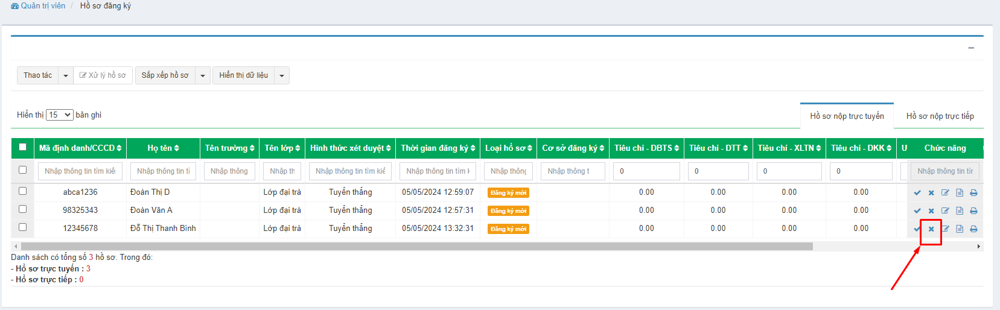 Quản trị viên / Hồ sơ đăng ký
Thao tác Xử lý hồ sơ Sắp xếp hồ sơ Hiển thị dữ liệu
Hiển thị 15 bản ghi
Hồ sơ nộp trực tuyến Hồ sơ nộp trực tiếp
Mã định danh/CCCD Họ tên Tên trường Tên lớp Hình thức xét duyệt Thời gian đăng ký Loại hồ sơ Cơ sở đăng ký Tiêu chí - DBTS Tiêu chí - DTT Tiêu chí - XLTN Tiêu chí - DKK U Chức năng
Nhập thông tin tìm kiế Nhập thông tin tì Nhập thông Nhập th Nhập thông tin tìm kiế Nhập thông tin tìm k Nhập thông Nhập thông t 0 0 0 0 Nhập thông tin tìr
abca1236 Đoàn Thị D Lớp đại trà Tuyển thẳng 05/05/2024 12:59:07 Đăng ký mới 0.00 0.00 0.00 0.00
98325343 Đoàn Văn A Lớp đại trà Tuyển thẳng 05/05/2024 12:57:31 Đăng ký mới 0.00 0.00 0.00 0.00
12345678 Đỗ Thị Thanh Bình Lớp đại trà Tuyển thẳng 05/05/2024 13:32:31 Đăng ký mới 0.00 0.00 0.00 0.00
Danh sách có tổng số 3 hồ sơ. Trong đó:
- Hồ sơ trực tuyến : 3
- Hồ sơ trực tiếp : 0